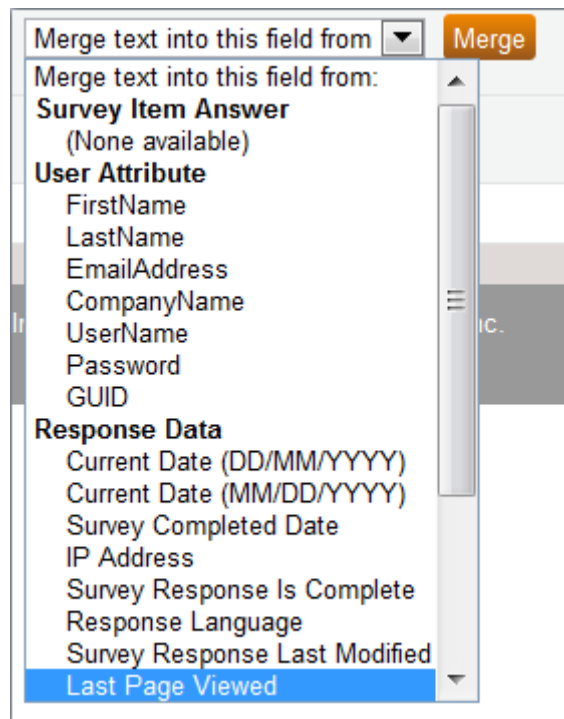 Merge text into this field from Merge
Merge text into this field from:
Survey Item Answer
(None available)
User Attribute
FirstName
LastName
EmailAddress
CompanyName
UserName
Password
GUID
Response Data
Current Date (DD/MM/YYYY)
Current Date (MM/DD/YYYY)
Survey Completed Date
IP Address
Survey Response Is Complete
Response Language
Survey Response Last Modified
Last Page Viewed